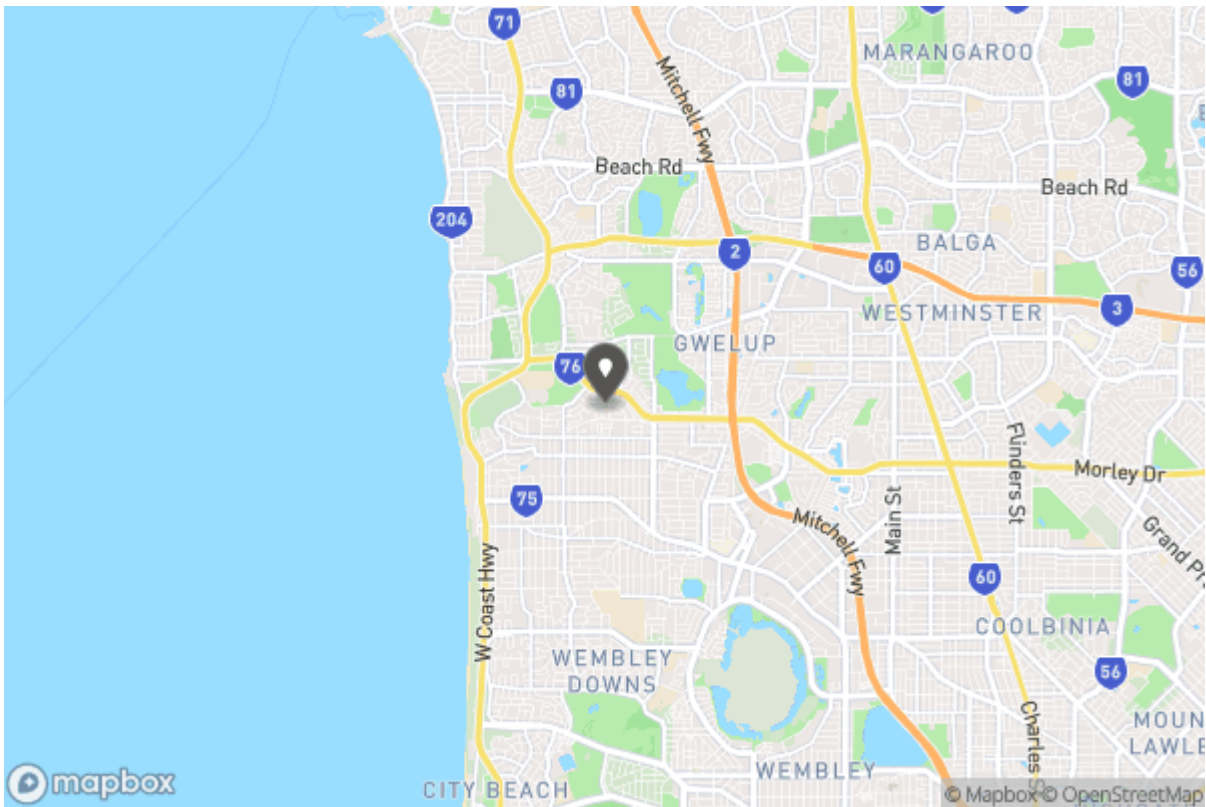 71
MARANGAROO
Mitchell Fwy
81
81
Beach Rd
Beach Rd
204
2
BALGA
60
56
WESTMINSTER
3
GWELUP
76
Flinders St
Morley Dr
75
Main St
Mitchell Fwy
W Coast Hwy
60
COOLBINIA
WEMBLEY
DOWNS
56
Charles
MOUN
LAWLE
WEMBLEY
CITY BEACH
mapbox
© Mapbox © OpenStreetMap